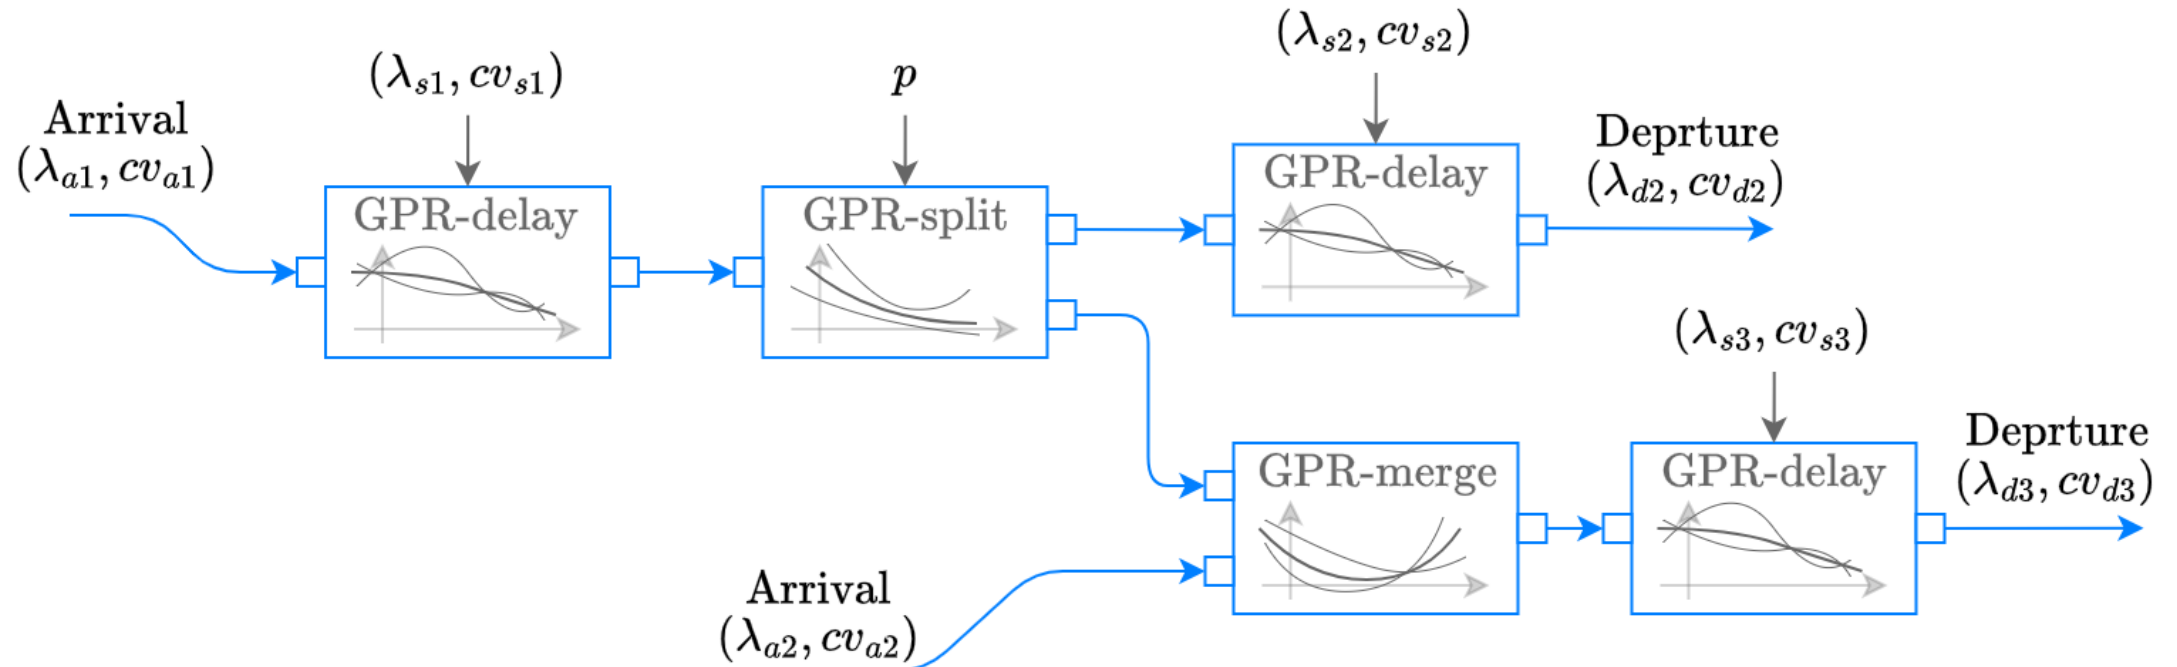 Arrival
(λa1, cva1)
(λs1, cvs1)
GPR-delay
p
GPR-split
(λs2, cvs2)
GPR-delay
Deprture
(λd2, cvd2)
Arrival
(λa2, cva2)
GPR-merge
(λs3, cvs3)
GPR-delay
Deprture
(λd3, cvd3)